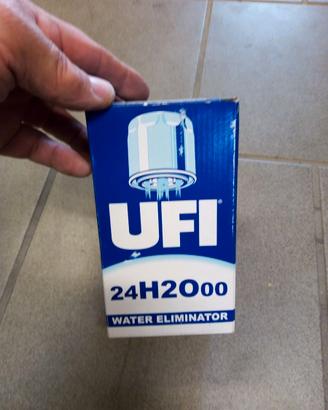 UFI
24H2O00
WATER ELIMINATOR